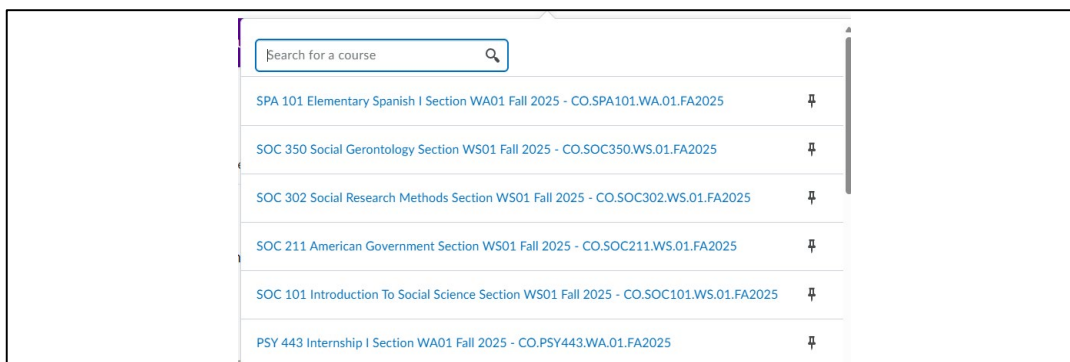 Search for a course
SPA 101 Elementary Spanish I Section WA01 Fall 2025 - CO.SPA101.WA.01.FA2025
SOC 350 Social Gerontology Section WS01 Fall 2025 - CO.SOC350.WS.01.FA2025
SOC 302 Social Research Methods Section WS01 Fall 2025 - CO.SOC302.WS.01.FA2025
SOC 211 American Government Section WS01 Fall 2025 - CO.SOC211.WS.01.FA2025
SOC 101 Introduction To Social Science Section WS01 Fall 2025 - CO.SOC101.WS.01.FA2025
PSY 443 Internship I Section WA01 Fall 2025 - CO.PSY443.WA.01.FA2025